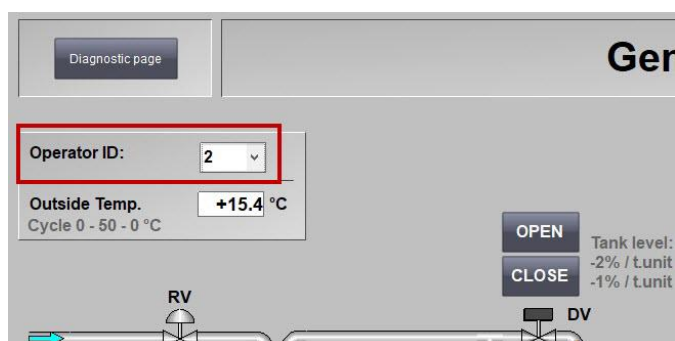 Diagnostic page
Gen
Operator ID: 2
Outside Temp. +15.4 °C
Cycle 0 - 50 - 0 °C
OPEN
CLOSE
Tank level:
-2% / t.unit
-1% / t.unit
RV
DV